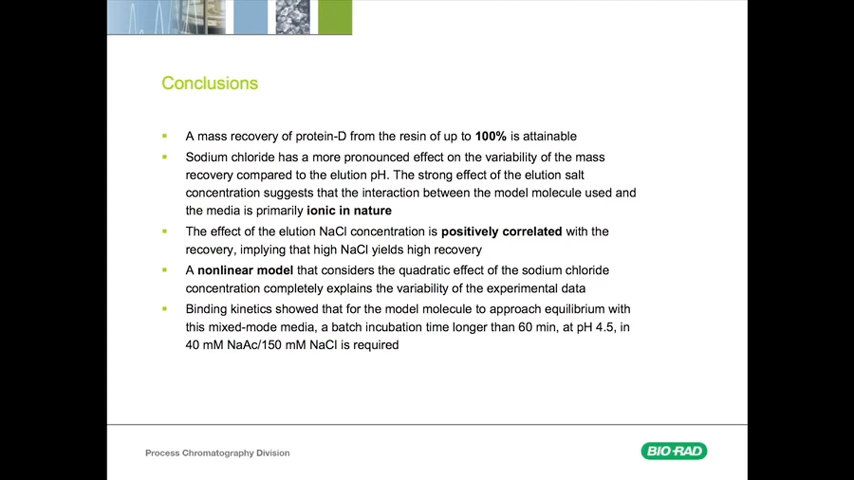 Conclusions
A mass recovery of protein-D from the resin of up to 100% is attainable
Sodium chloride has a more pronounced effect on the variability of the mass
recovery compared to the elution pH. The strong effect of the elution salt
concentration suggests that the interaction between the model molecule used and
the media is primarily ionic in nature
The effect of the elution NaCl concentration is positively correlated with the
recovery, implying that high NaCl yields high recovery
A nonlinear model that considers the quadratic effect of the sodium chloride
concentration completely explains the variability of the experimental data
Binding kinetics showed that for the model molecule to approach equilibrium with
this mixed-mode media, a batch incubation time longer than 60 min, at pH 4.5, in
40 mM NaAc/150 mM NaCl is required
Process Chromatography Division
BIO-RAD